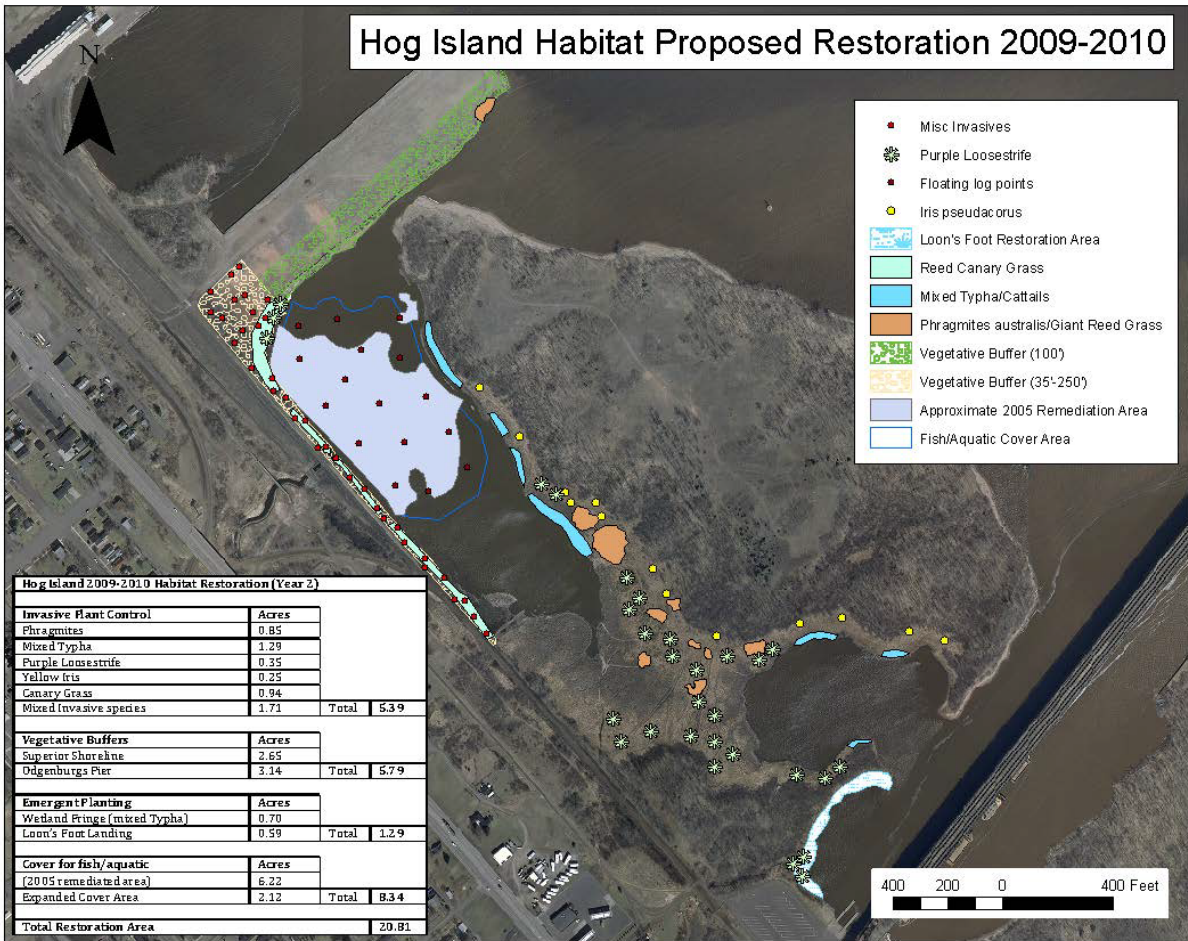 Hog Island Habitat Proposed Restoration 2009-2010
N
Misc Invasives
Purple Loosestrife
Floating log points
Iris pseudacorus
Loon's Foot Restoration Area
Reed Canary Grass
Mixed Typha/Cattails
Phragmites australis/Giant Reed Grass
Vegetative Buffer (100')
Vegetative Buffer (35'-250')
Approximate 2005 Remediation Area
Fish/Aquatic Cover Area
Hog Island 2009-2010 Habitat Restoration (Year 2)
Invasive Plant Control Acres
Phragmites 0.85
Mixed Typha 1.29
Purple Loosestrife 0.35
Yellow Iris 0.25
Canary Grass 0.94
Mixed Invasive species 1.71 Total 5.39
Vegetative Buffers Acres
Superior Shoreline 2.65
Odgenburgs Pier 3.14 Total 5.79
Emergent Planting Acres
Wetland Fringe (mixed Typha) 0.70
Loon's Foot Landing 0.59 Total 1.29
Cover for fish/aquatic Acres
(2005 remediated area) 6.22
Expanded Cover Area 2.12 Total 8.34
Total Restoration Area 20.81
400 200 0 400 Feet